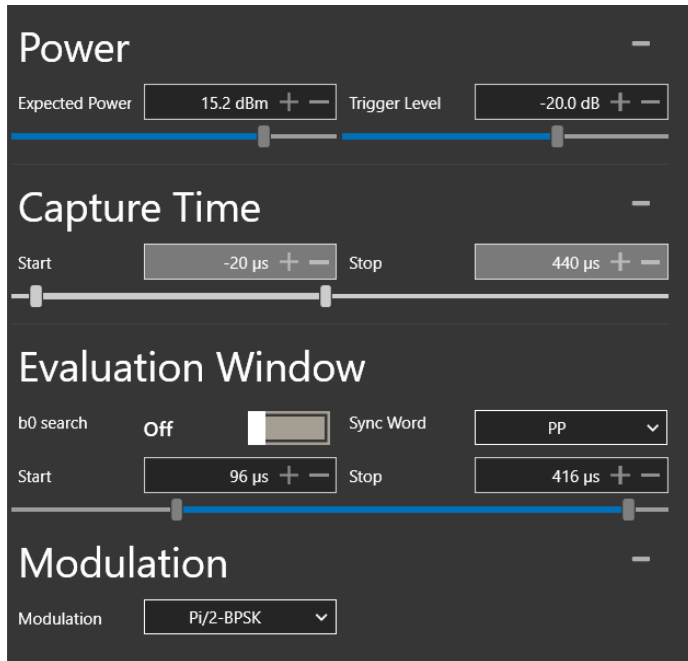 Power
Expected Power 15.2 dBm Trigger Level -20.0 dB
Capture Time
Start -20 µs Stop 440 µs
Evaluation Window
b0 search Off Sync Word PP
Start 96 µs Stop 416 µs
Modulation
Modulation Pi/2-BPSK